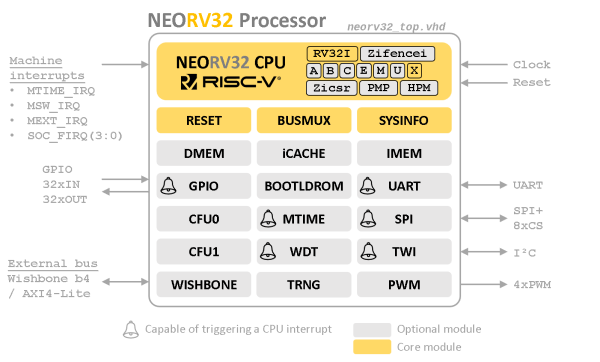 NEORV32 Processor
neorv32_top.vhd
NEORV32 CPU
RISC-V®
RV32I Zifencei
A B C E M U X
Zicsr PMP HPM
Machine
interrupts
• MTIME_IRQ
• MSW_IRQ
• MEXT_IRQ
• SOC_FIRQ(3:0)
Clock
Reset
RESET BUSMUX SYSINFO
DMEM iCACHE IMEM
GPIO BOOTLDROM UART
CFU0 MTIME SPI
CFU1 WDT TWI
WISHBONE TRNG PWM
GPIO
32xIN
32xOUT
External bus
Wishbone b4
/ AXI4-Lite
UART
SPI+
8xCS
I²C
4xPWM
Capable of triggering a CPU interrupt
Optional module
Core module